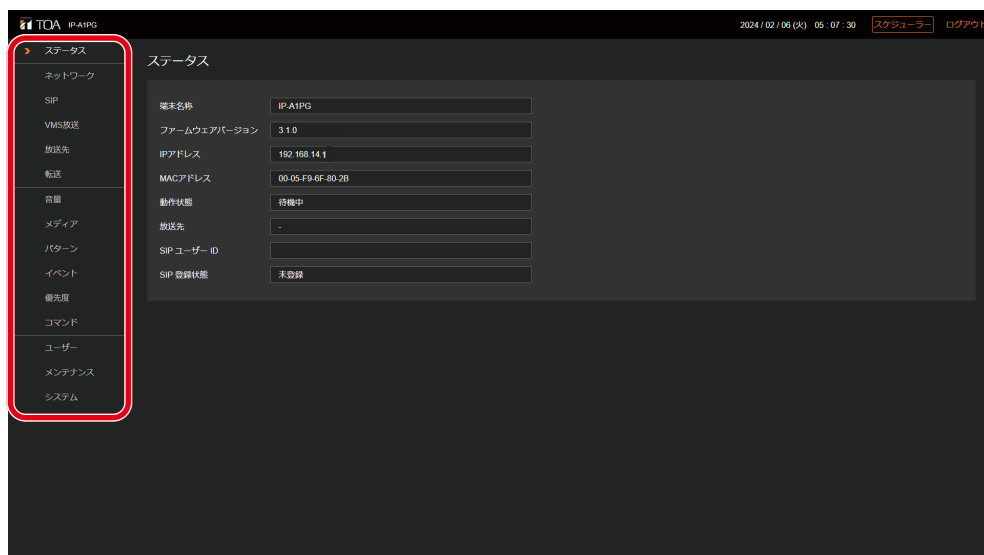 TOA IP-A1PG 2024 / 02 / 06 (火) 05 : 07 : 30 スケジューラー ログアウト
ステータス
ネットワーク
SIP
VMS放送
放送先
転送
音量
メディア
パターン
イベント
優先度
コマンド
ユーザー
メンテナンス
システム
ステータス
端末名称 IP-A1PG
ファームウェアバージョン 3.1.0
IPアドレス 192.168.14.1
MACアドレス 00-05-F9-6F-80-2B
動作状態 待機中
放送先 -
SIP ユーザー ID
SIP 登録状態 未登録